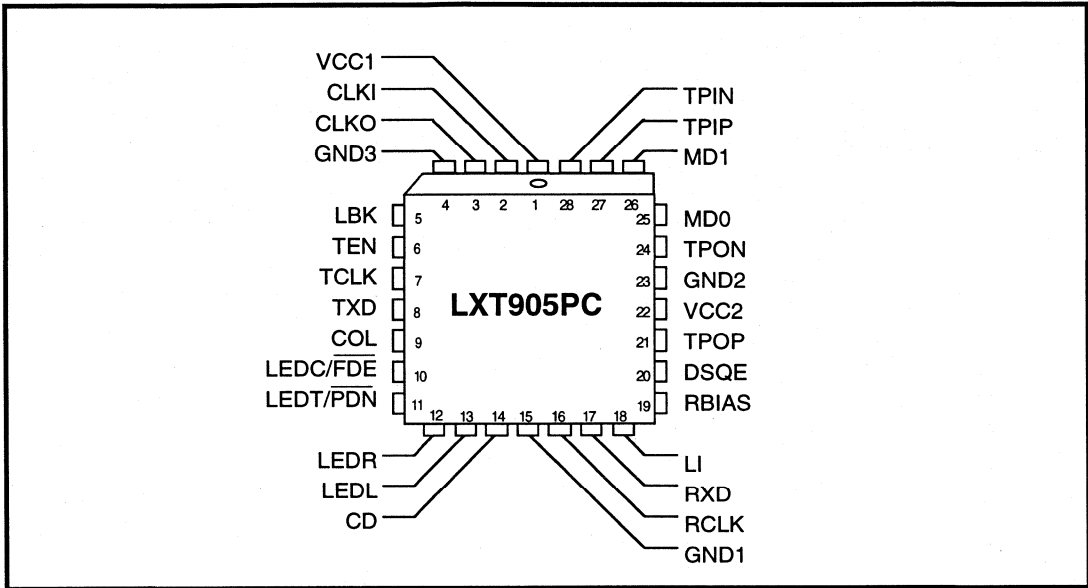 VCC1
CLKI
CLKO
GND3
TPIN
TPIP
MD1
4 3 2 1 28 27 26
LBK 5
TEN 6
TCLK 7
TXD 8
COL 9
LEDC/F̅D̅E̅ 10
LEDT/P̅D̅N̅ 11
LXT905PC
25 MD0
24 TPON
23 GND2
22 VCC2
21 TPOP
20 DSQE
19 RBIAS
12 13 14 15 16 17 18
LEDR
LEDL
CD
LI
RXD
RCLK
GND1